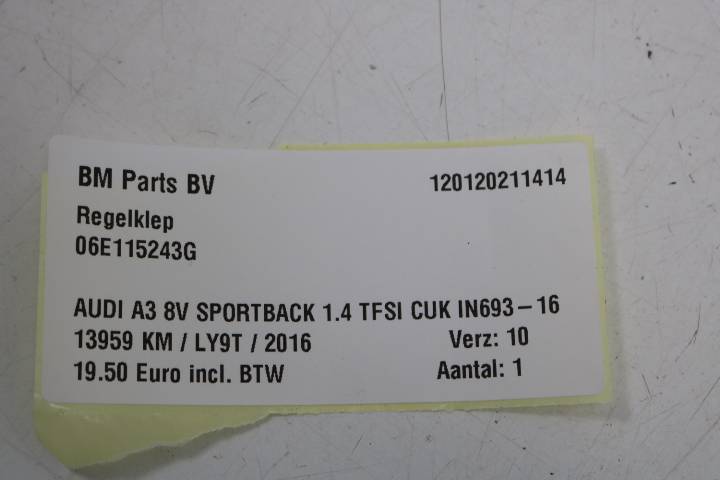 BM Parts BV 120120211414
Regelklep
06E115243G
AUDI A3 8V SPORTBACK 1.4 TFSI CUK IN693-16
13959 KM / LY9T / 2016 Verz: 10
19.50 Euro incl. BTW Aantal: 1